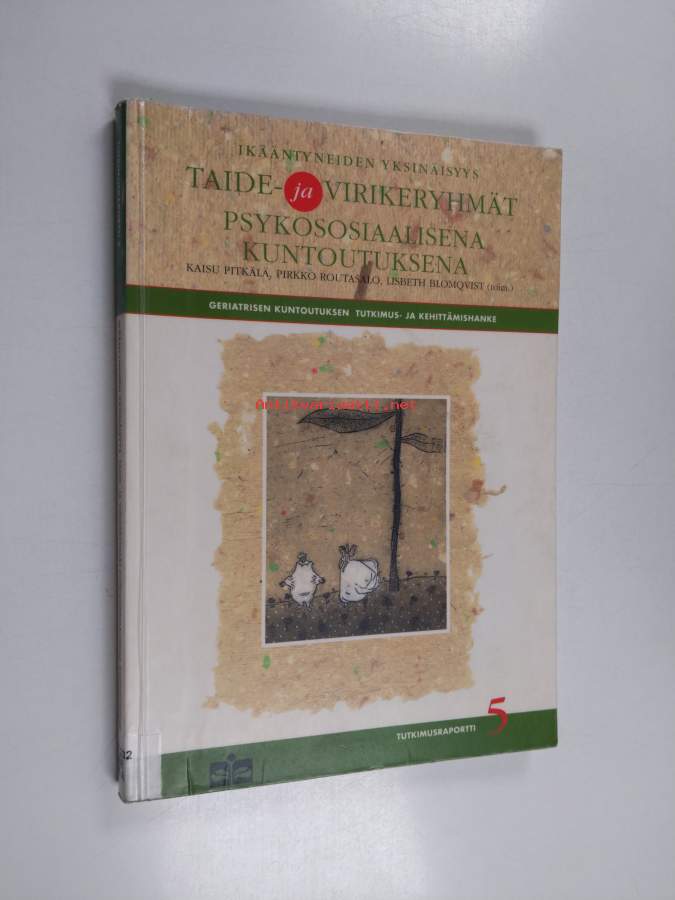 IKÄÄNTYNEIDEN YKSINÄISYYS
TAIDE- ja VIRIKERYHMÄT
PSYKOSOSIAALISENA
KUNTOUTUKSENA
KAISU PITKÄLÄ, PIRKKO ROUTASALO, LISBETH BLOMQVIST (toim.)
GERIATRISEN KUNTOUTUKSEN TUTKIMUS- JA KEHITTÄMISHANKE
Antikvariaatti.net
TUTKIMUSRAPORTTI 5